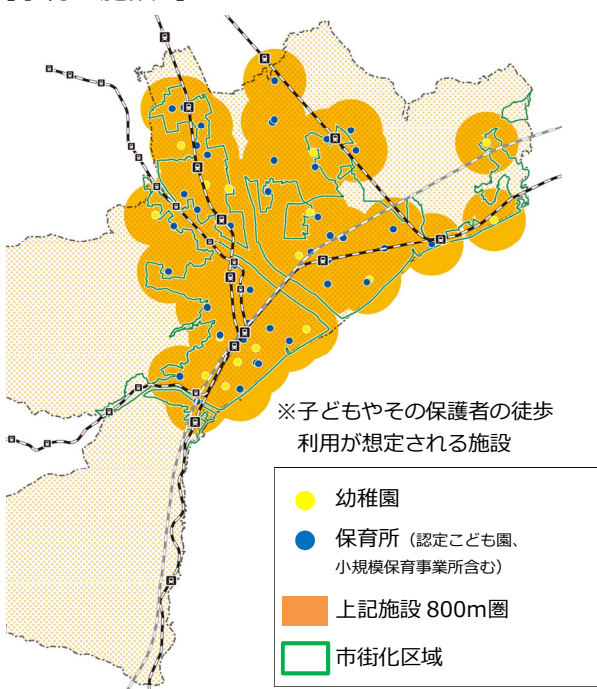 ※子どもやその保護者の徒歩
利用が想定される施設
幼稚園
保育所（認定こども園、
小規模保育事業所含む）
上記施設 800m圏
市街化区域